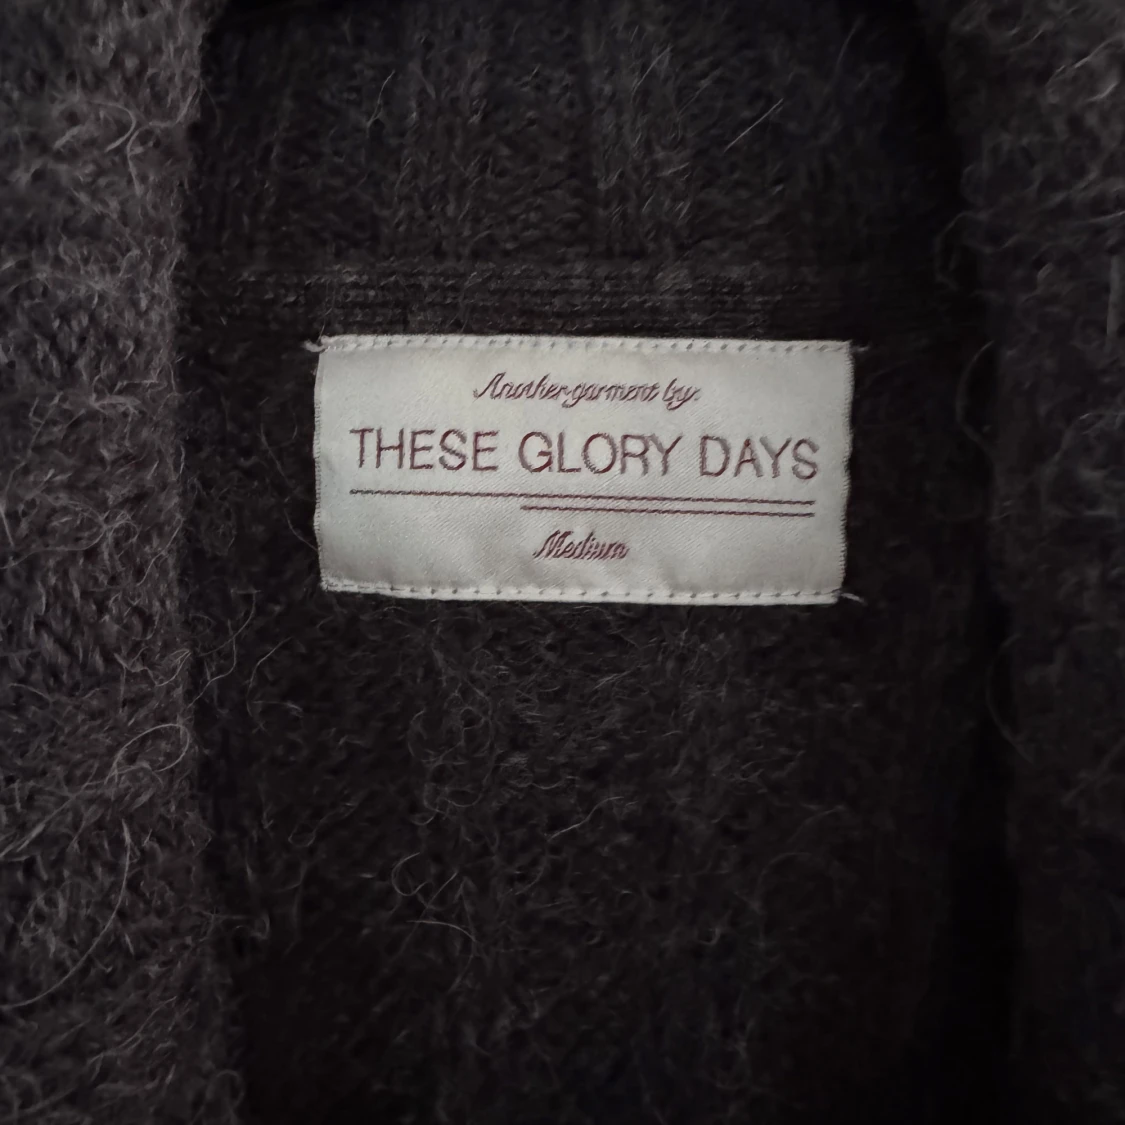 Another garment by:
THESE GLORY DAYS
Medium